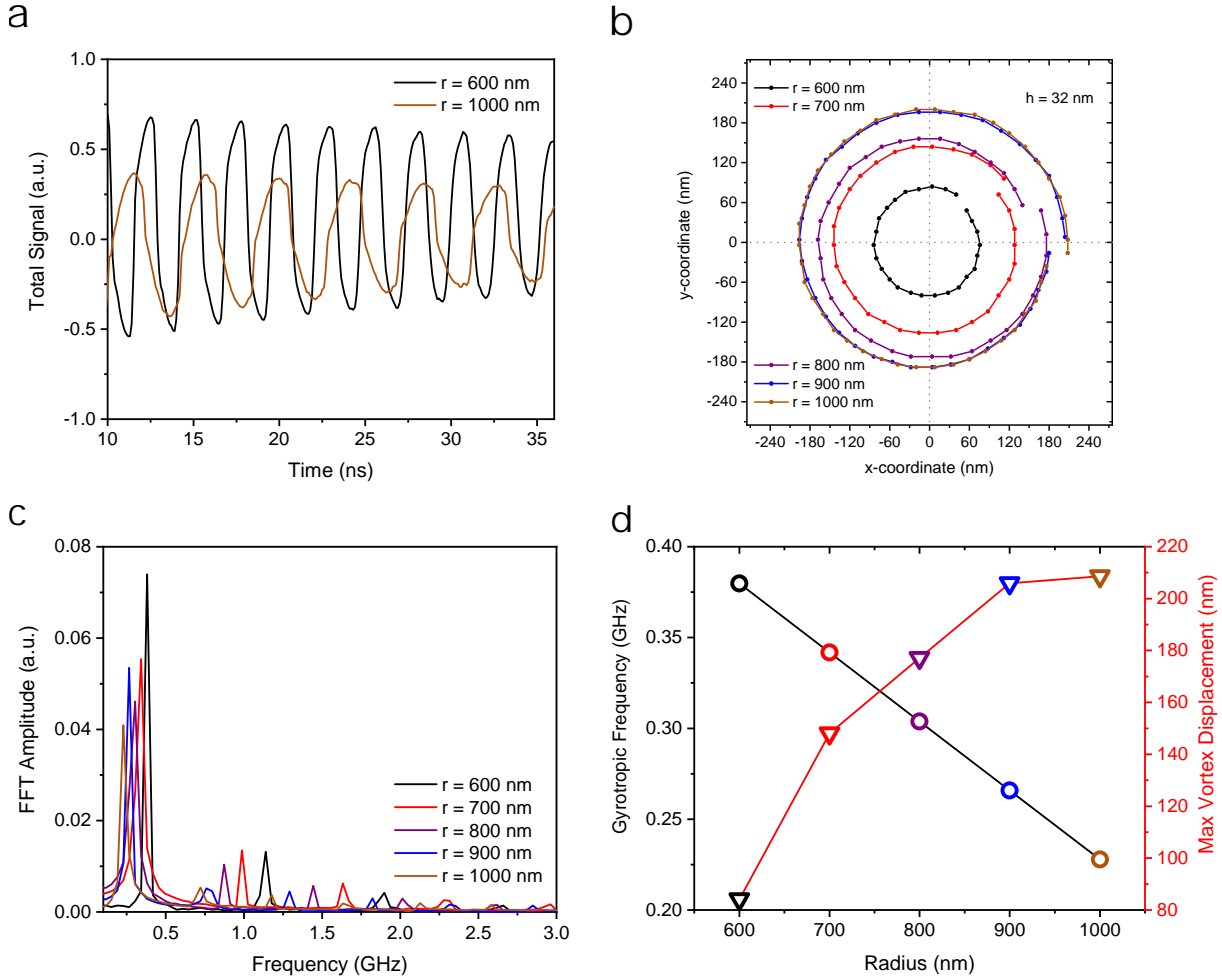 a
1.0
0.5
0.0
-0.5
-1.0
10
15
20
25
30
35
Total Signal (a.u.)
Time (ns)
r = 600 nm
r = 1000 nm
b
240
180
120
60
0
-60
-120
-180
-240
-240 -180 -120 -60 0 60 120 180 240
y-coordinate (nm)
x-coordinate (nm)
r = 600 nm
r = 700 nm
h = 32 nm
r = 800 nm
r = 900 nm
r = 1000 nm
c
0.08
0.06
0.04
0.02
0.00
0.5 1.0 1.5 2.0 2.5 3.0
FFT Amplitude (a.u.)
Frequency (GHz)
r = 600 nm
r = 700 nm
r = 800 nm
r = 900 nm
r = 1000 nm
d
0.40
0.35
0.30
0.25
0.20
600 700 800 900 1000
Gyrotropic Frequency (GHz)
Radius (nm)
220
200
180
160
140
120
100
80
Max Vortex Displacement (nm)